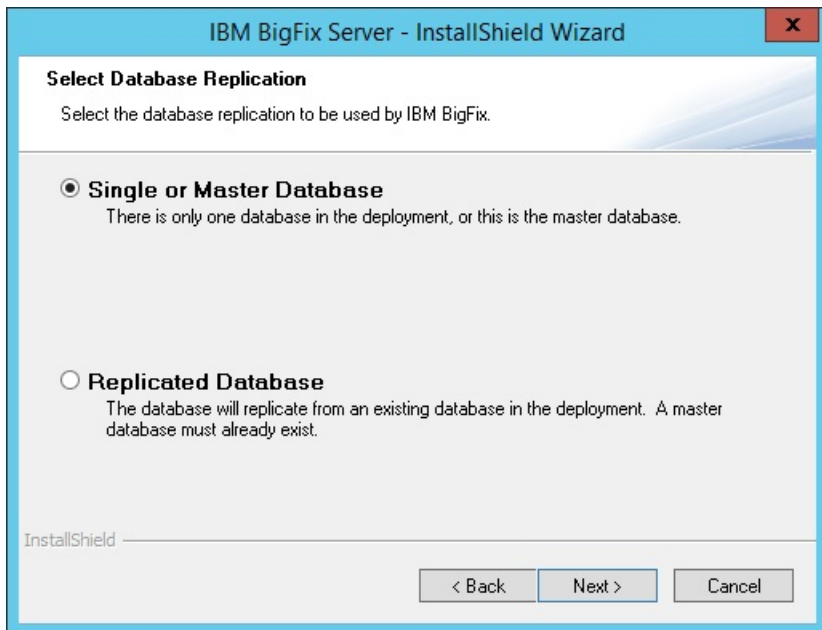 IBM BigFix Server - InstallShield Wizard
x
Select Database Replication
Select the database replication to be used by IBM BigFix.
Single or Master Database
There is only one database in the deployment, or this is the master database.
Replicated Database
The database will replicate from an existing database in the deployment. A master
database must already exist.
InstallShield
< Back
Next >
Cancel